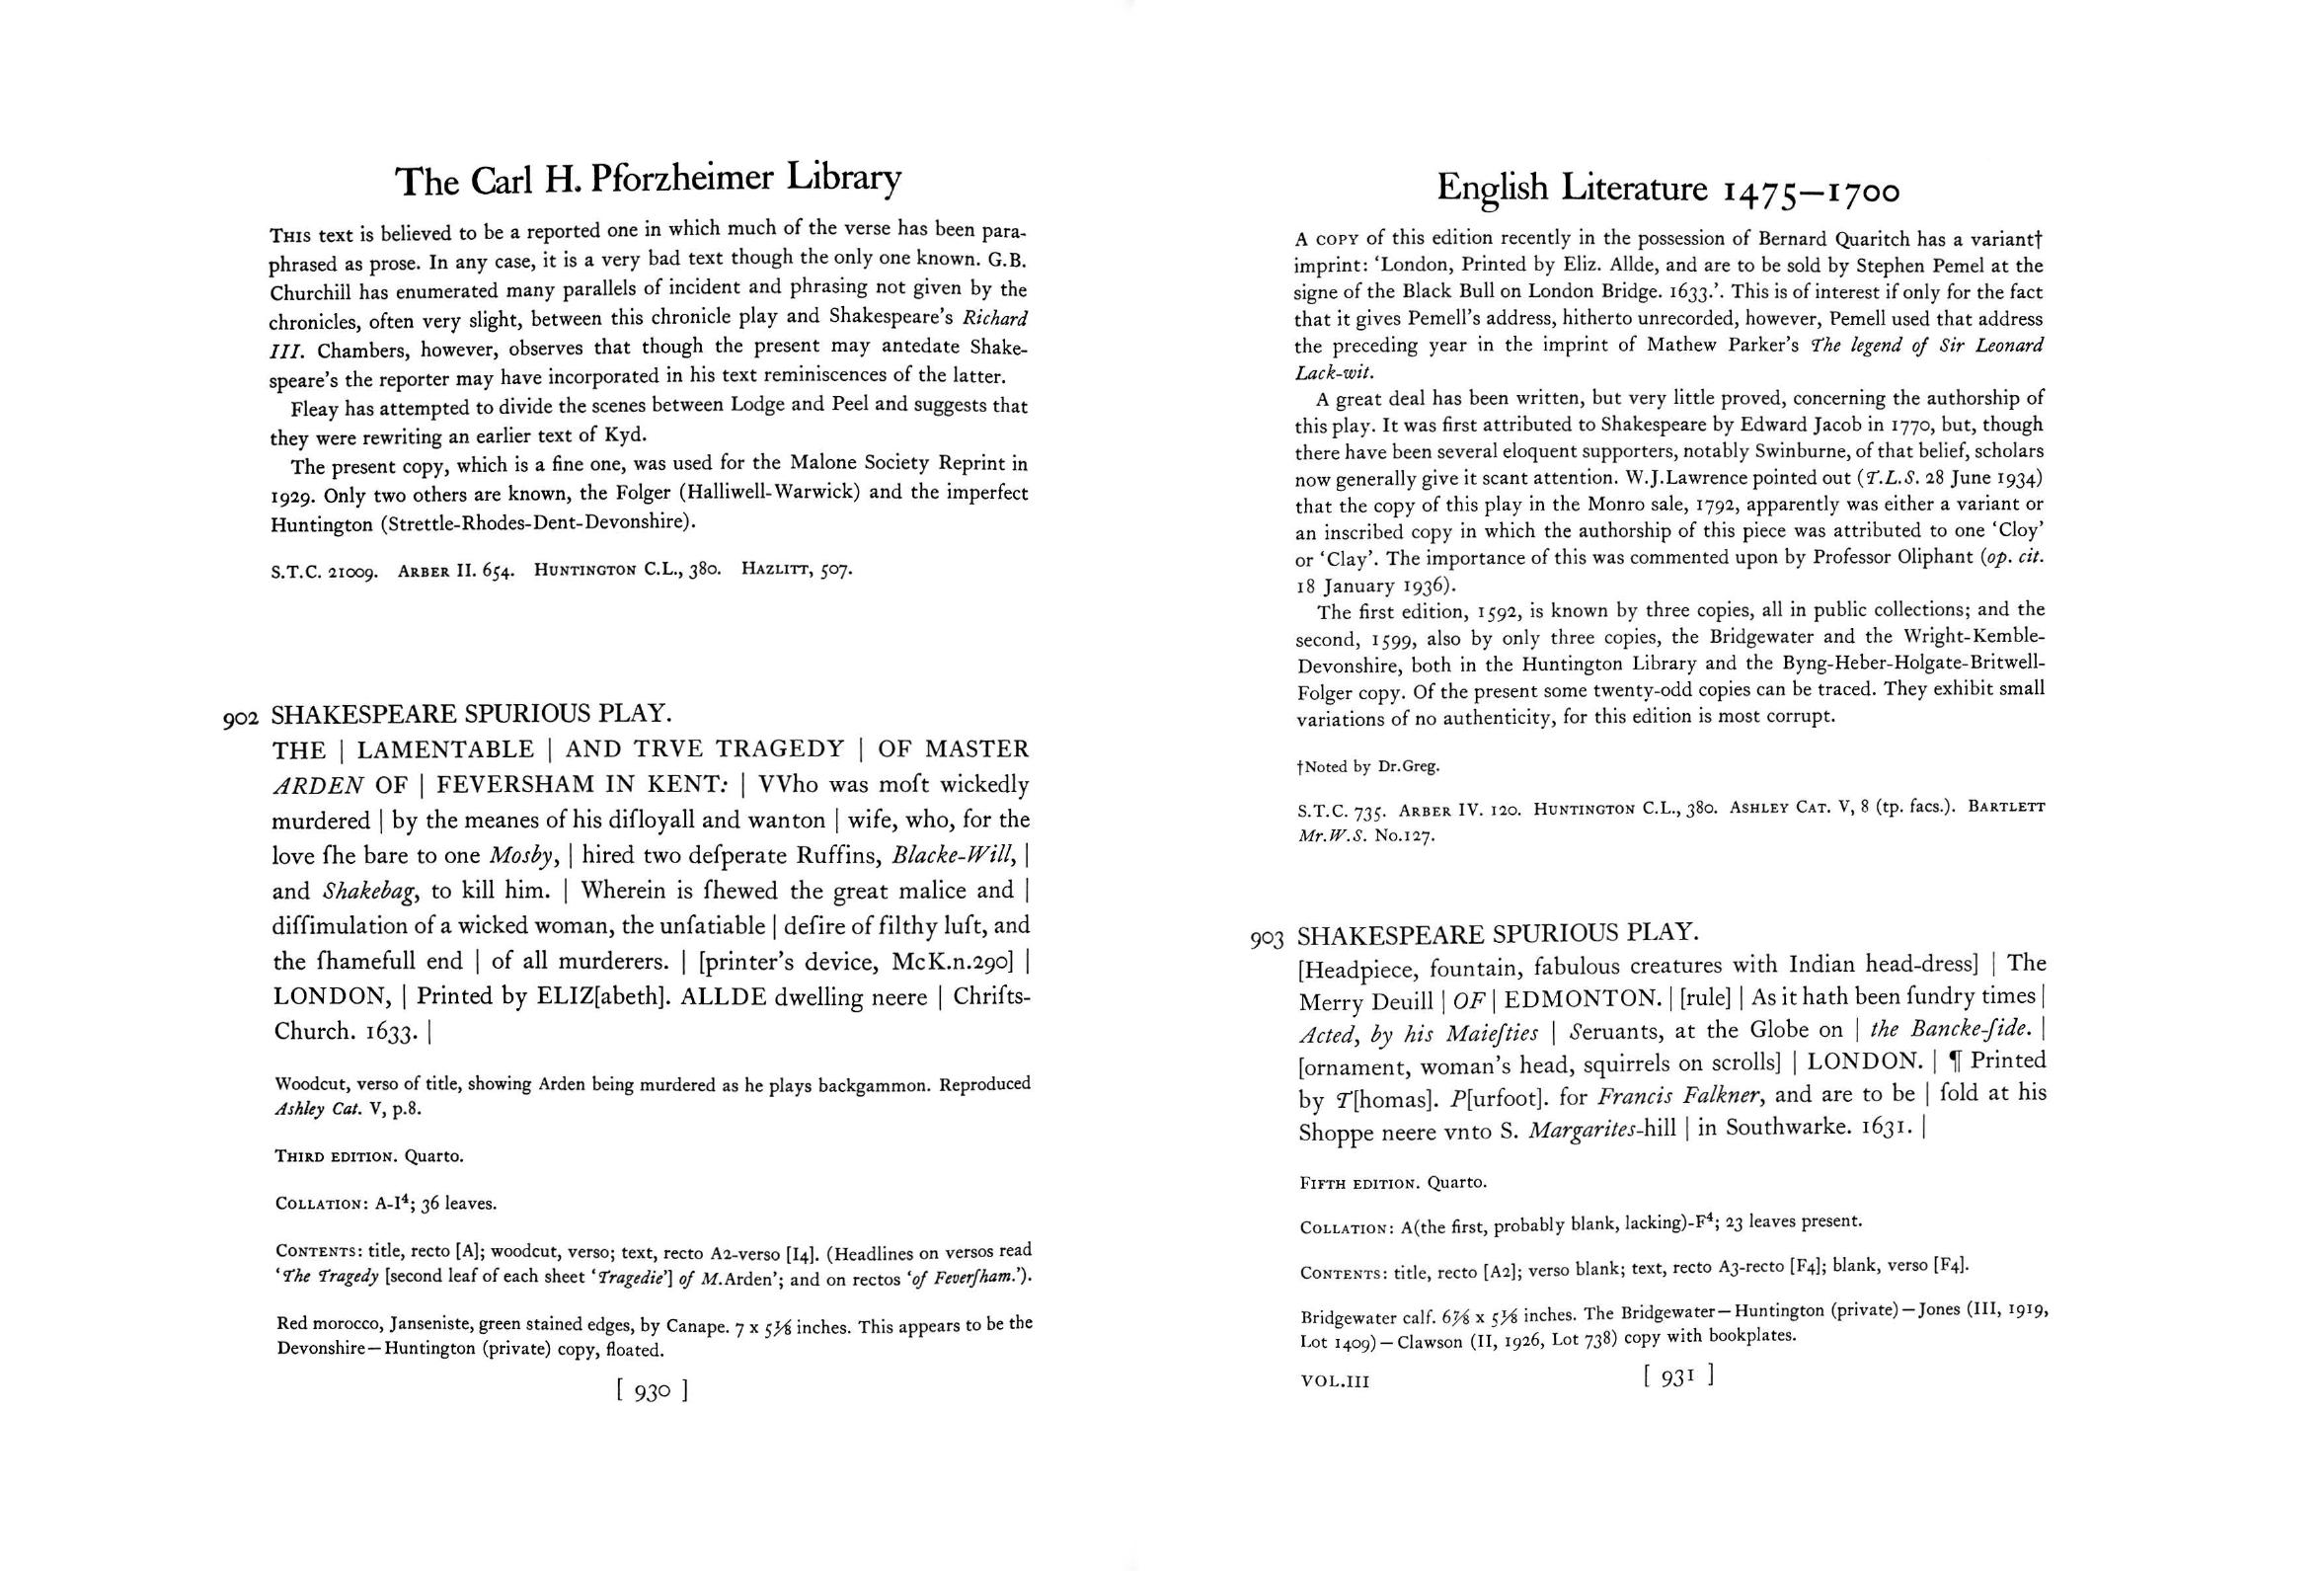 The Carl H. Pforzheimer Library
THIS text is believed to be a reported one in which much of the verse has been para-
phrased as prose. In any case, it is a very bad text though the only one known. G.B.
Churchill has enumerated many parallels of incident and phrasing not given by the
chronicles, often very slight, between this chronicle play and Shakespeare's Richard
III. Chambers, however, observes that though the present may antedate Shake-
speare's the reporter may have incorporated in his text reminiscences of the latter.
Fleay has attempted to divide the scenes between Lodge and Peel and suggests that
they were rewriting an earlier text of Kyd.
The present copy, which is a fine one, was used for the Malone Society Reprint in
1929. Only two others are known, the Folger (Halliwell-Warwick) and the imperfect
Huntington (Strettle-Rhodes-Dent-Devonshire).
S.T.C. 21009. ARBER II. 654. HUNTINGTON C.L., 380. HAZLITT, 507.
902 SHAKESPEARE SPURIOUS PLAY.
THE | LAMENTABLE | AND TRVE TRAGEDY | OF MASTER
ARDEN OF | FEVERSHAM IN KENT: | VVho was moſt wickedly
murdered | by the meanes of his diſloyall and wanton | wife, who, for the
love ſhe bare to one Mosby, | hired two deſperate Ruffins, Blacke-Will, |
and Shakebag, to kill him. | Wherein is ſhewed the great malice and |
diſſimulation of a wicked woman, the unſatiable | deſire of filthy luſt, and
the ſhamefull end | of all murderers. | [printer's device, McK.n.290] |
LONDON, | Printed by ELIZ[abeth]. ALLDE dwelling neere | Chriſts-
Church. 1633. |
Woodcut, verso of title, showing Arden being murdered as he plays backgammon. Reproduced
Ashley Cat. V, p.8.
THIRD EDITION. Quarto.
COLLATION: A-I⁴; 36 leaves.
CONTENTS: title, recto [A]; woodcut, verso; text, recto A2-verso [I4]. (Headlines on versos read
'The Tragedy [second leaf of each sheet 'Tragedie'] of M.Arden'; and on rectos 'of Feverſham.').
Red morocco, Janseniste, green stained edges, by Canape. 7 x 5⅛ inches. This appears to be the
Devonshire—Huntington (private) copy, floated.
[ 930 ]
English Literature 1475—1700
A COPY of this edition recently in the possession of Bernard Quaritch has a variant†
imprint: 'London, Printed by Eliz. Allde, and are to be sold by Stephen Pemel at the
signe of the Black Bull on London Bridge. 1633.'. This is of interest if only for the fact
that it gives Pemell's address, hitherto unrecorded, however, Pemell used that address
the preceding year in the imprint of Mathew Parker's The legend of Sir Leonard
Lack-wit.
A great deal has been written, but very little proved, concerning the authorship of
this play. It was first attributed to Shakespeare by Edward Jacob in 1770, but, though
there have been several eloquent supporters, notably Swinburne, of that belief, scholars
now generally give it scant attention. W.J.Lawrence pointed out (T.L.S. 28 June 1934)
that the copy of this play in the Monro sale, 1792, apparently was either a variant or
an inscribed copy in which the authorship of this piece was attributed to one 'Cloy'
or 'Clay'. The importance of this was commented upon by Professor Oliphant (op. cit.
18 January 1936).
The first edition, 1592, is known by three copies, all in public collections; and the
second, 1599, also by only three copies, the Bridgewater and the Wright-Kemble-
Devonshire, both in the Huntington Library and the Byng-Heber-Holgate-Britwell-
Folger copy. Of the present some twenty-odd copies can be traced. They exhibit small
variations of no authenticity, for this edition is most corrupt.
†Noted by Dr.Greg.
S.T.C. 735. ARBER IV. 120. HUNTINGTON C.L., 380. ASHLEY CAT. V, 8 (tp. facs.). BARTLETT
Mr.W.S. No.127.
903 SHAKESPEARE SPURIOUS PLAY.
[Headpiece, fountain, fabulous creatures with Indian head-dress] | The
Merry Deuill | OF | EDMONTON. | [rule] | As it hath been ſundry times |
Acted, by his Maieſties | Seruants, at the Globe on | the Bancke-ſide. |
[ornament, woman's head, squirrels on scrolls] | LONDON. | ¶ Printed
by T[homas]. P[urfoot]. for Francis Falkner, and are to be | ſold at his
Shoppe neere vnto S. Margarites-hill | in Southwarke. 1631. |
FIFTH EDITION. Quarto.
COLLATION: A(the first, probably blank, lacking)-F⁴; 23 leaves present.
CONTENTS: title, recto [A2]; verso blank; text, recto A3-recto [F4]; blank, verso [F4].
Bridgewater calf. 6⅞ x 5⅛ inches. The Bridgewater—Huntington (private)—Jones (III, 1919,
Lot 1409)—Clawson (II, 1926, Lot 738) copy with bookplates.
VOL.III [ 931 ]